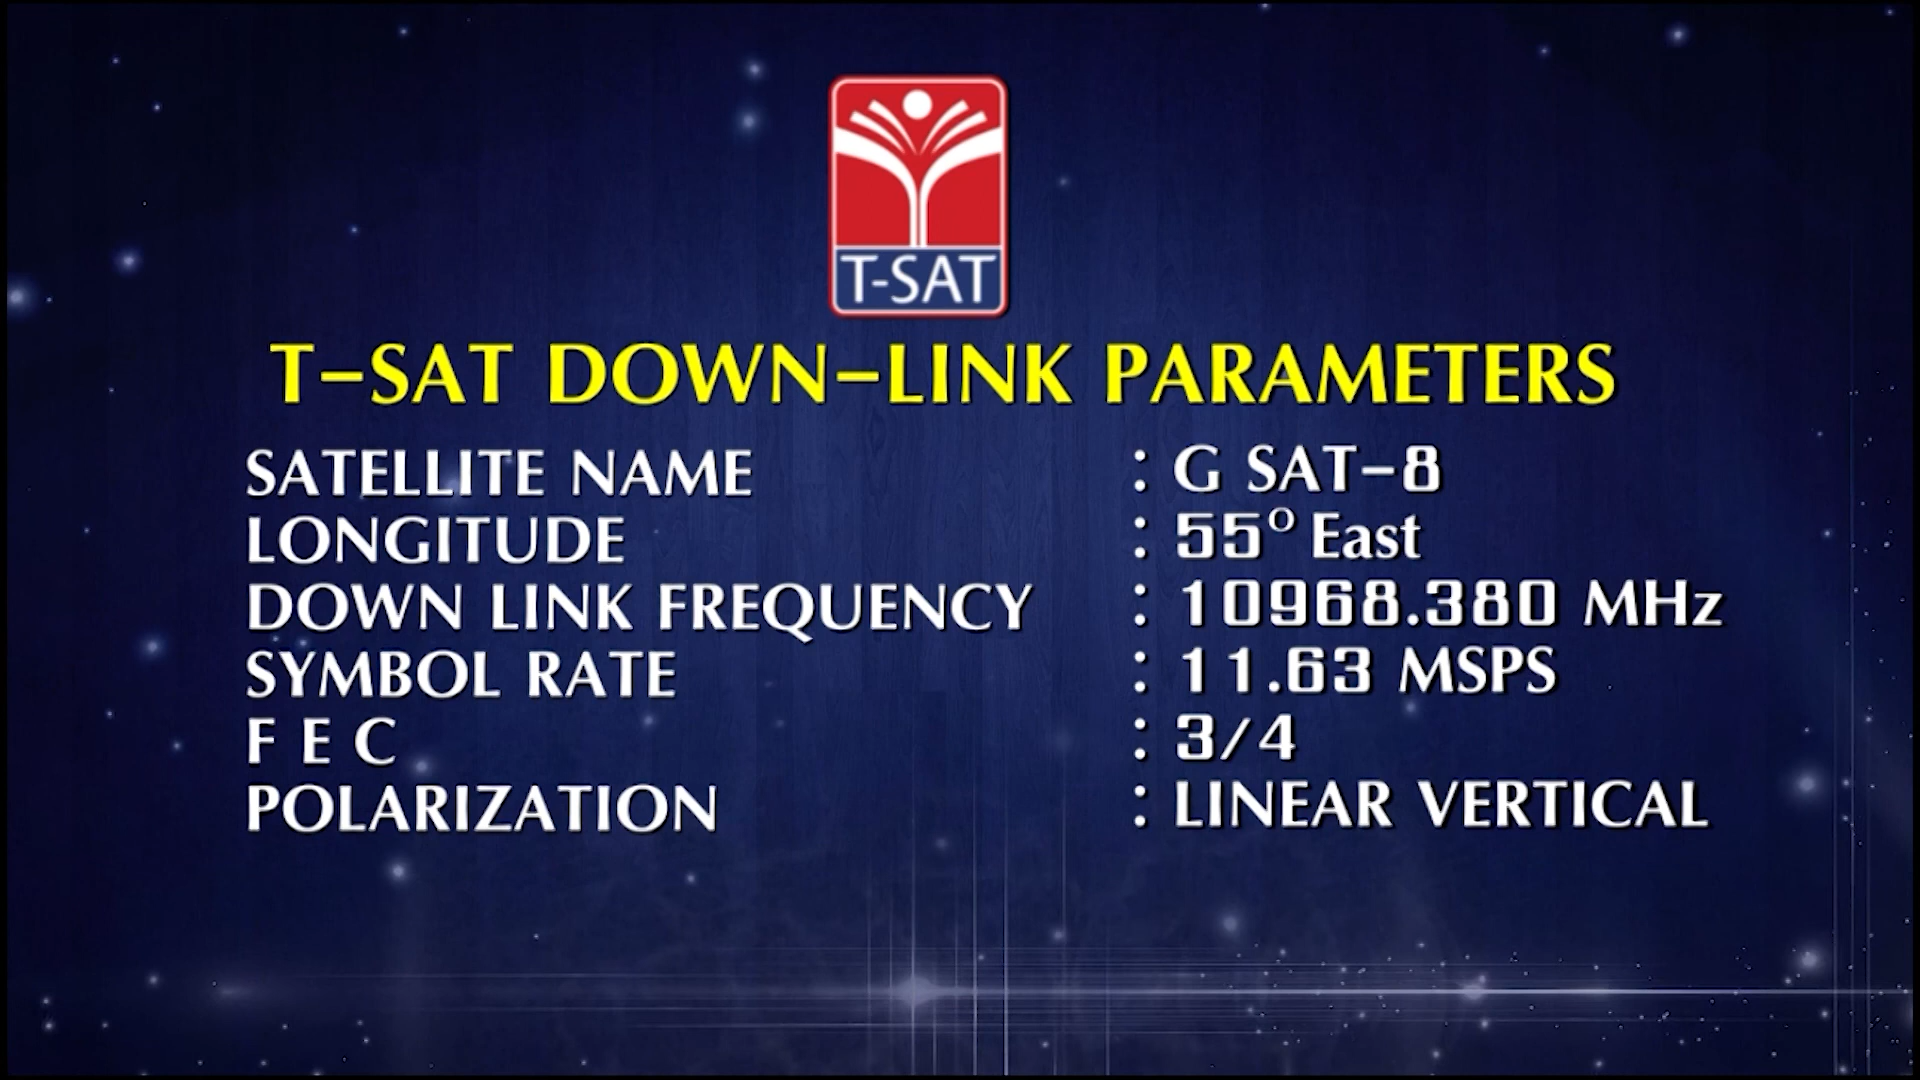 T-SAT
T-SAT DOWN-LINK PARAMETERS
SATELLITE NAME : G SAT-8
LONGITUDE : 55° East
DOWN LINK FREQUENCY : 10968.380 MHz
SYMBOL RATE : 11.63 MSPS
F E C : 3/4
POLARIZATION : LINEAR VERTICAL